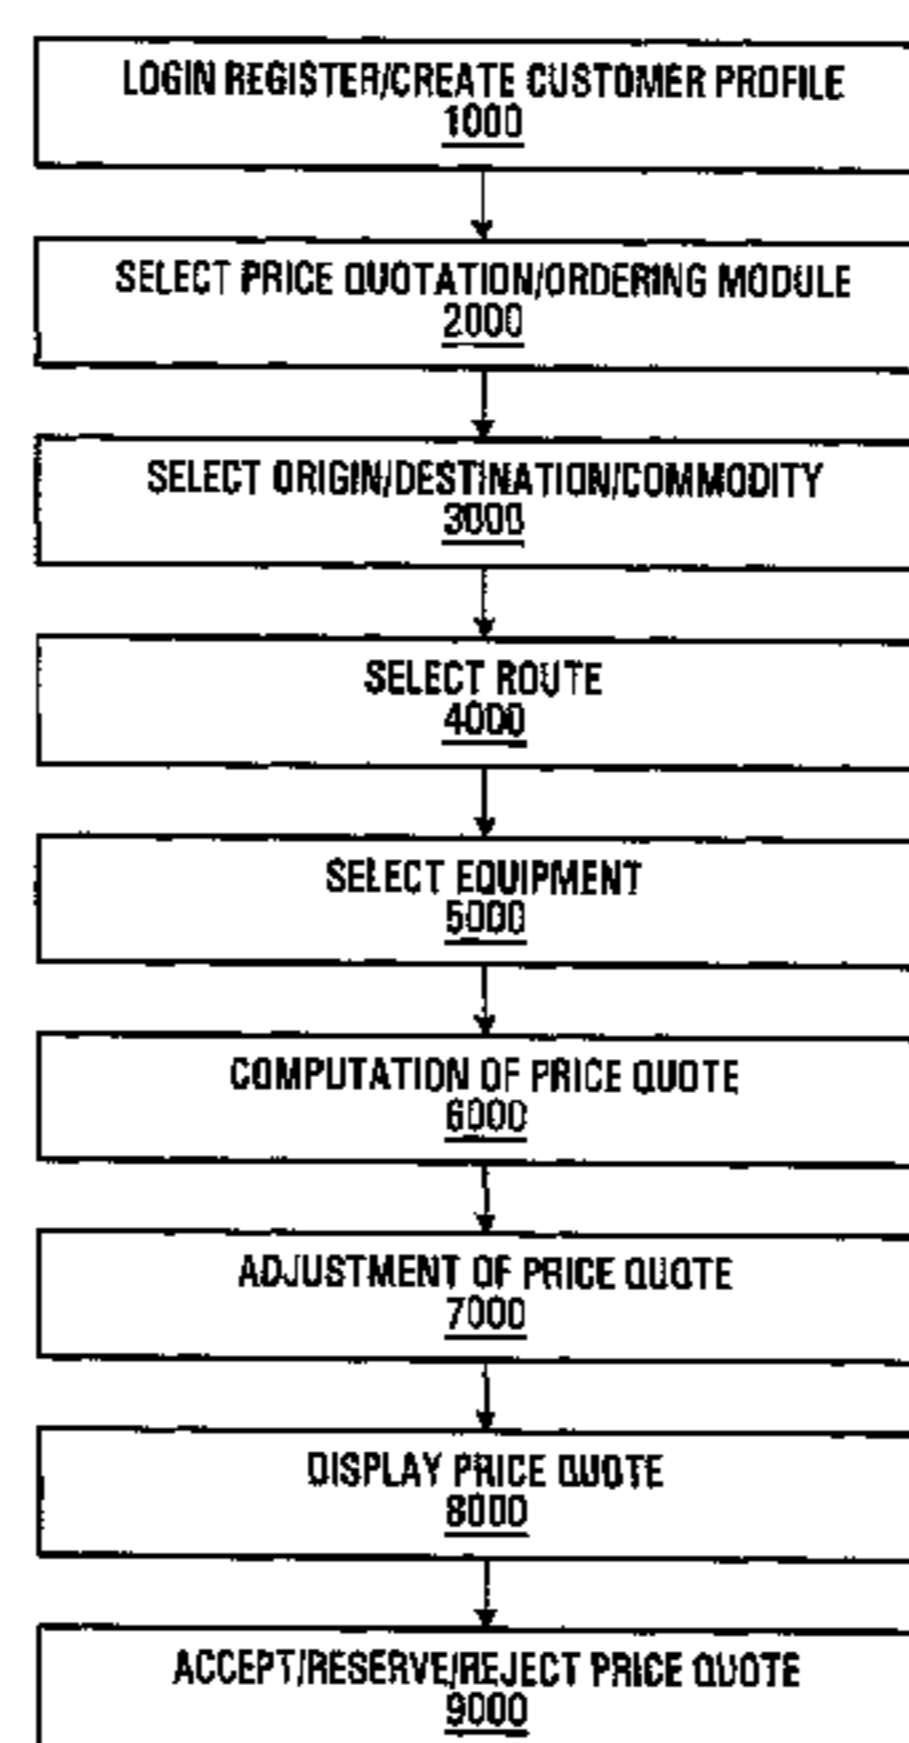 LOGIN REGISTER/CREATE CUSTOMER PROFILE
1000
SELECT PRICE QUOTATION/ORDERING MODULE
2000
SELECT ORIGIN/DESTINATION/COMMODITY
3000
SELECT ROUTE
4000
SELECT EQUIPMENT
5000
COMPUTATION OF PRICE QUOTE
6000
ADJUSTMENT OF PRICE QUOTE
7000
DISPLAY PRICE QUOTE
8000
ACCEPT/RESERVE/REJECT PRICE QUOTE
9000